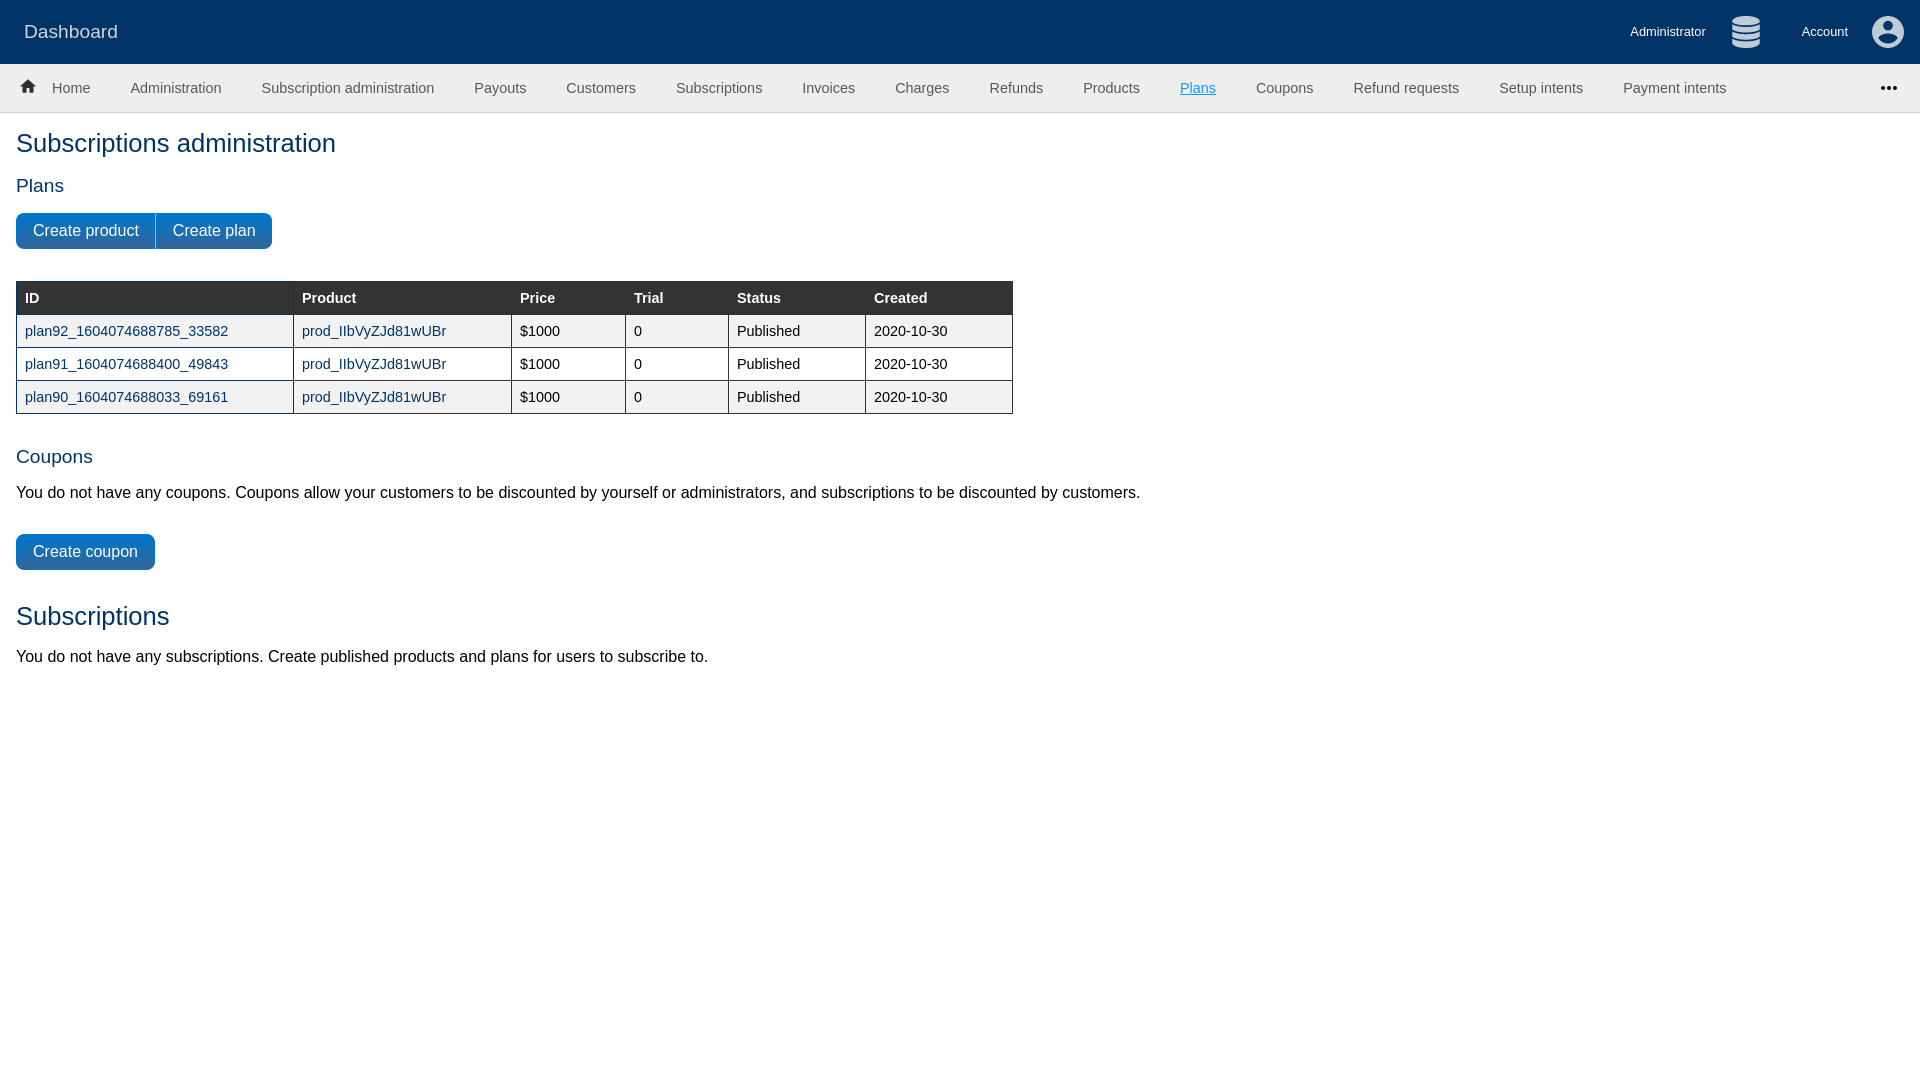 Dashboard
Administrator
Account
Home Administration Subscription administration Payouts Customers Subscriptions Invoices Charges Refunds Products Plans Coupons Refund requests Setup intents Payment intents
Subscriptions administration
Plans
Create product Create plan
ID Product Price Trial Status Created
plan92_1604074688785_33582 prod_IIbVyZJd81wUBr $1000 0 Published 2020-10-30
plan91_1604074688400_49843 prod_IIbVyZJd81wUBr $1000 0 Published 2020-10-30
plan90_1604074688033_69161 prod_IIbVyZJd81wUBr $1000 0 Published 2020-10-30
Coupons
You do not have any coupons. Coupons allow your customers to be discounted by yourself or administrators, and subscriptions to be discounted by customers.
Create coupon
Subscriptions
You do not have any subscriptions. Create published products and plans for users to subscribe to.